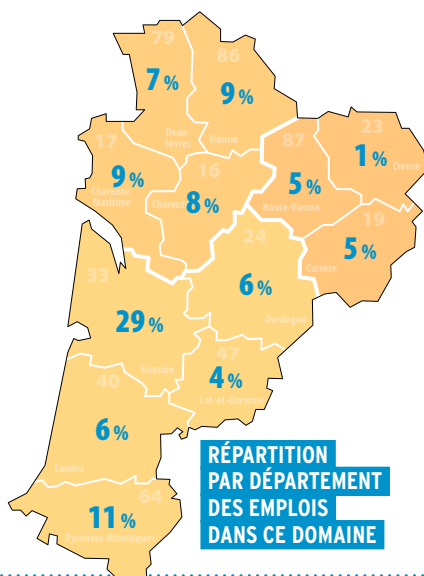 79
86
7 %
9 %
Deux-
Sèvres
Vienne
17
16
87
23
9 %
8 %
5 %
1 %
Charente
Maritime
Charen
Haute-Vienne
Creuse
19
5 %
Corrèze
24
6 %
Dordogne
33
29 %
Gironde
47
4 %
Lot-et-Garonne
40
6 %
Landes
64
11 %
Pyrénées-Atlantiques
RÉPARTITION
PAR DÉPARTEMENT
DES EMPLOIS
DANS CE DOMAINE